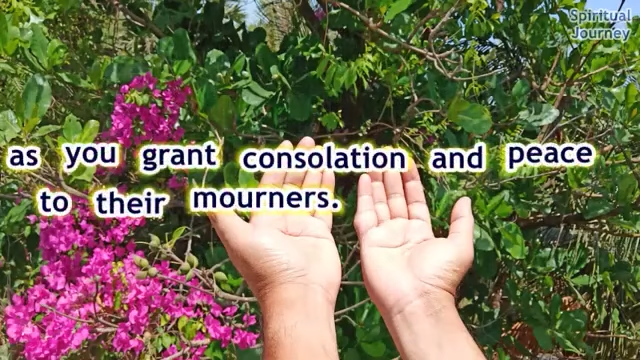 Spiritual
Journey
as you grant consolation and peace
to their mourners.